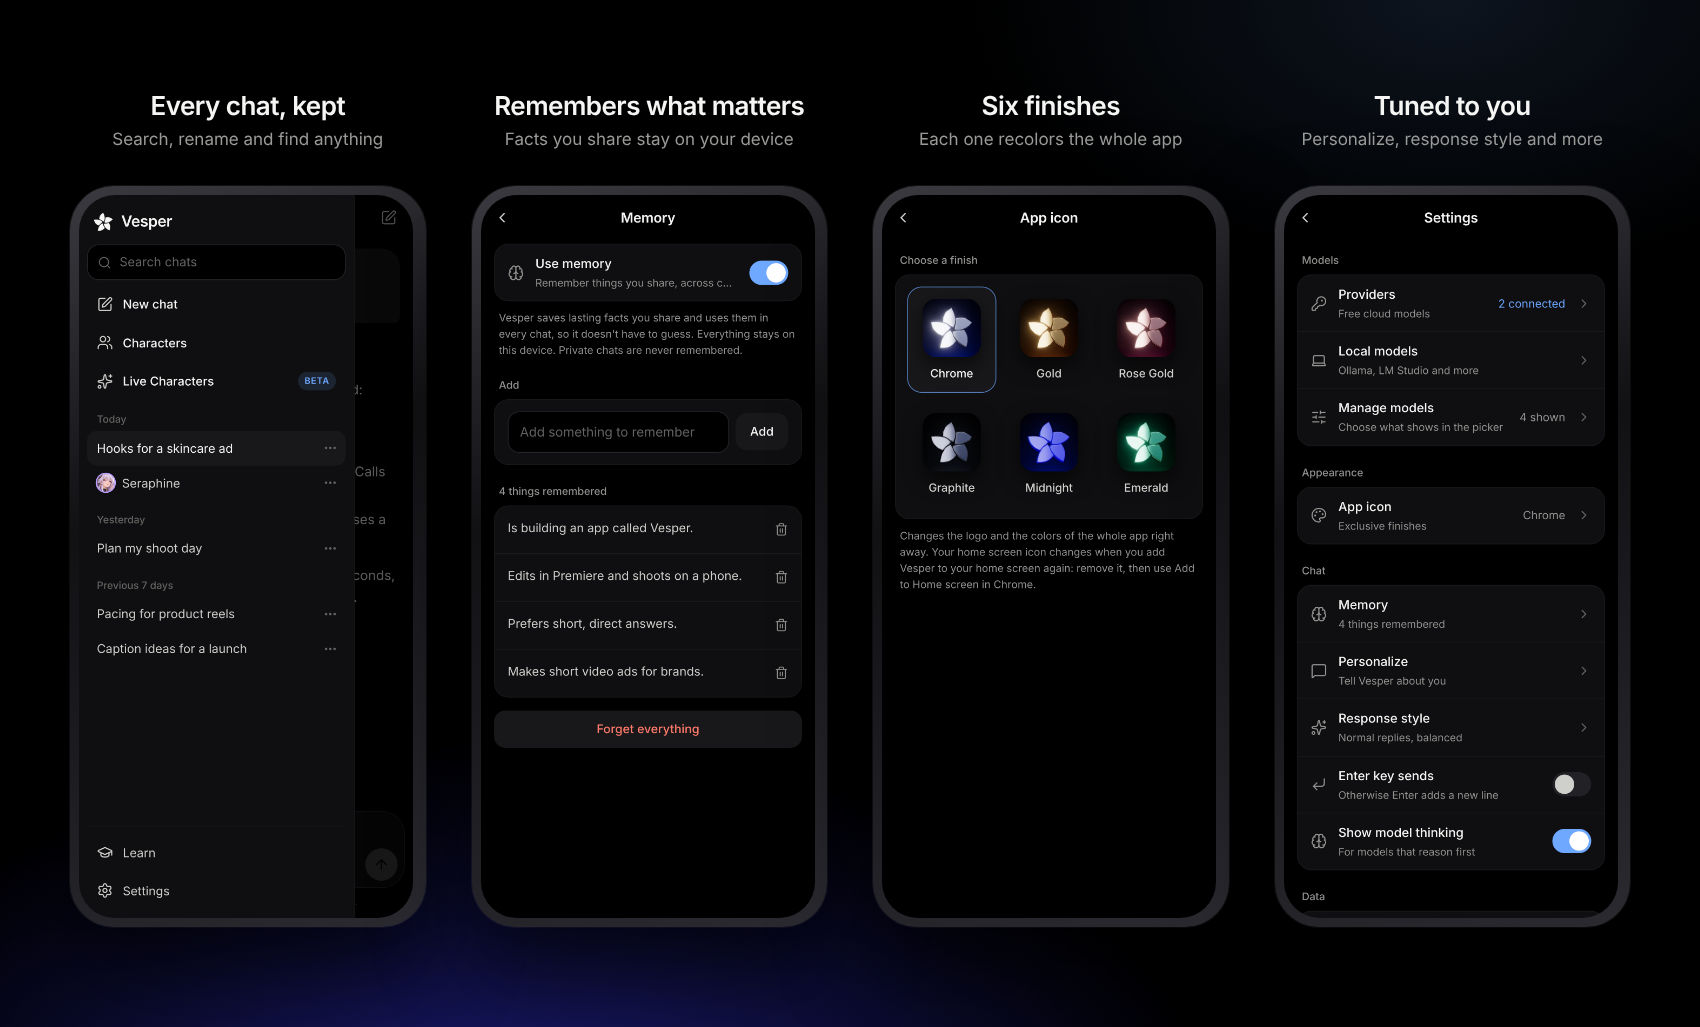 Every chat, kept
Search, rename and find anything
Vesper
Search chats
New chat
Characters
Live Characters
BETA
Today
Hooks for a skincare ad
Seraphine
Yesterday
Plan my shoot day
Previous 7 days
Pacing for product reels
Caption ideas for a launch
Learn
Settings
d:
Calls
ses a
conds,
Remembers what matters
Facts you share stay on your device
Memory
Use memory
Remember things you share, across c...
Vesper saves lasting facts you share and uses them in
every chat, so it doesn't have to guess. Everything stays on
this device. Private chats are never remembered.
Add
Add something to remember
Add
4 things remembered
Is building an app called Vesper.
Edits in Premiere and shoots on a phone.
Prefers short, direct answers.
Makes short video ads for brands.
Forget everything
Six finishes
Each one recolors the whole app
App icon
Choose a finish
Chrome
Gold
Rose Gold
Graphite
Midnight
Emerald
Changes the logo and the colors of the whole app right
away. Your home screen icon changes when you add
Vesper to your home screen again: remove it, then use Add
to Home screen in Chrome.
Tuned to you
Personalize, response style and more
Settings
Models
Providers
Free cloud models
2 connected
Local models
Ollama, LM Studio and more
Manage models
Choose what shows in the picker
4 shown
Appearance
App icon
Exclusive finishes
Chrome
Chat
Memory
4 things remembered
Personalize
Tell Vesper about you
Response style
Normal replies, balanced
Enter key sends
Otherwise Enter adds a new line
Show model thinking
For models that reason first
Data